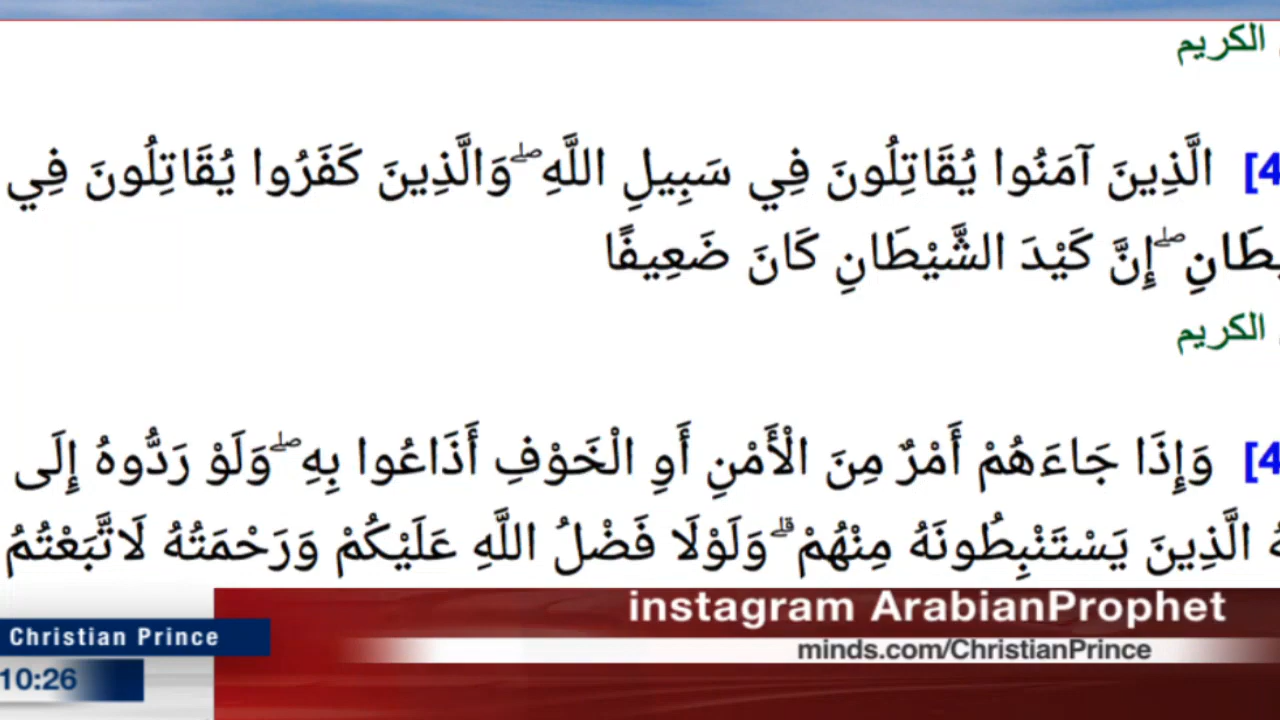 الكريم
[4 الَّذِينَ آمَنُوا يُقَاتِلُونَ فِي سَبِيلِ اللَّهِ ۖ وَالَّذِينَ كَفَرُوا يُقَاتِلُونَ فِي
يْطَانِ ۖ إِنَّ كَيْدَ الشَّيْطَانِ كَانَ ضَعِيفًا
الكريم
[4 وَإِذَا جَاءَهُمْ أَمْرٌ مِنَ الْأَمْنِ أَوِ الْخَوْفِ أَذَاعُوا بِهِ ۖ وَلَوْ رَدُّوهُ إِلَى
الَّذِينَ يَسْتَنْبِطُونَهُ مِنْهُمْ ۗ وَلَوْلَا فَضْلُ اللَّهِ عَلَيْكُمْ وَرَحْمَتُهُ لَاتَّبَعْتُمُ
instagram ArabianProphet
Christian Prince
minds.com/ChristianPrince
10:26